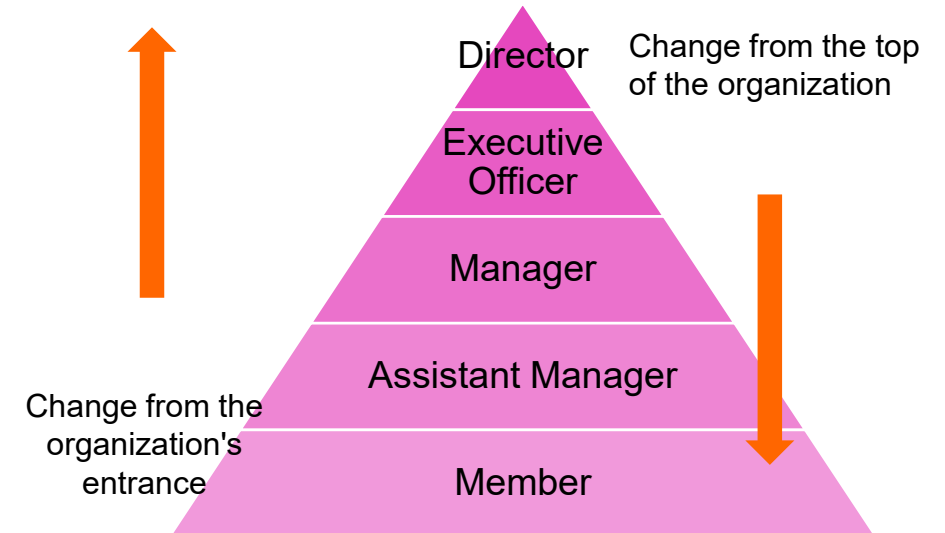 Director
Change from the top
of the organization
Executive
Officer
Manager
Assistant Manager
Change from the
organization's
entrance
Member